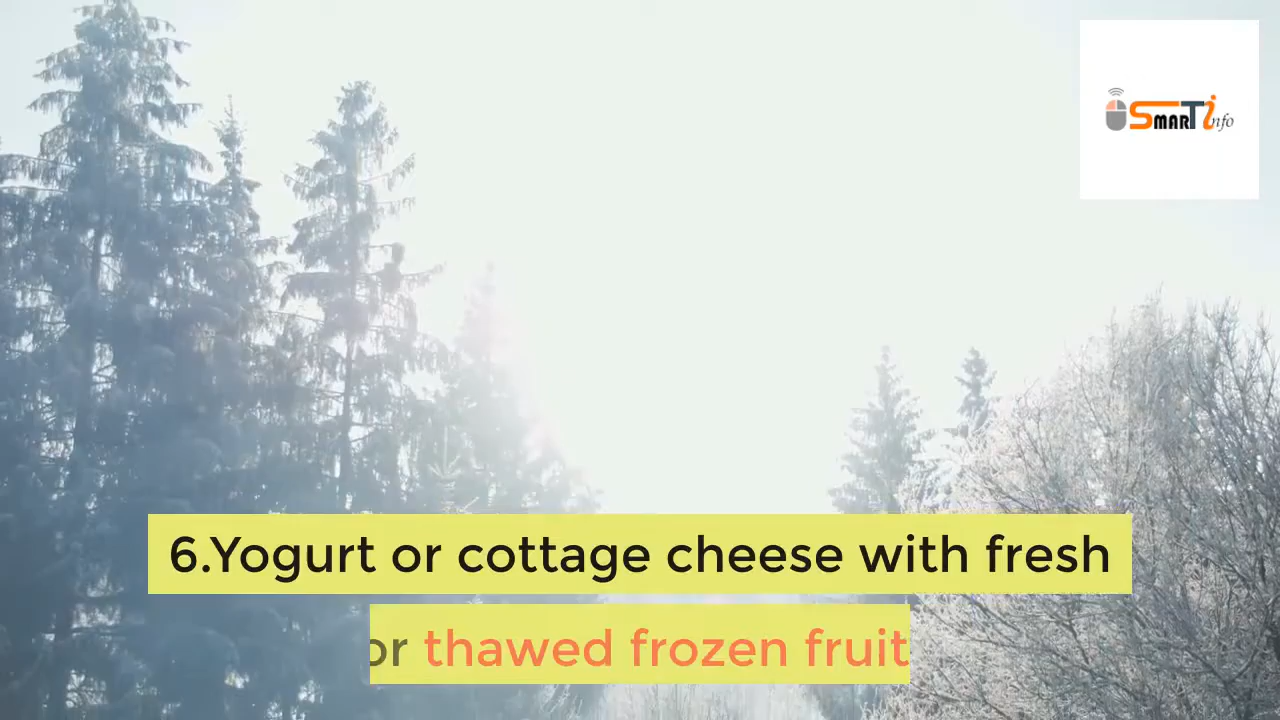 SmarTinfo
6.Yogurt or cottage cheese with fresh
or thawed frozen fruit